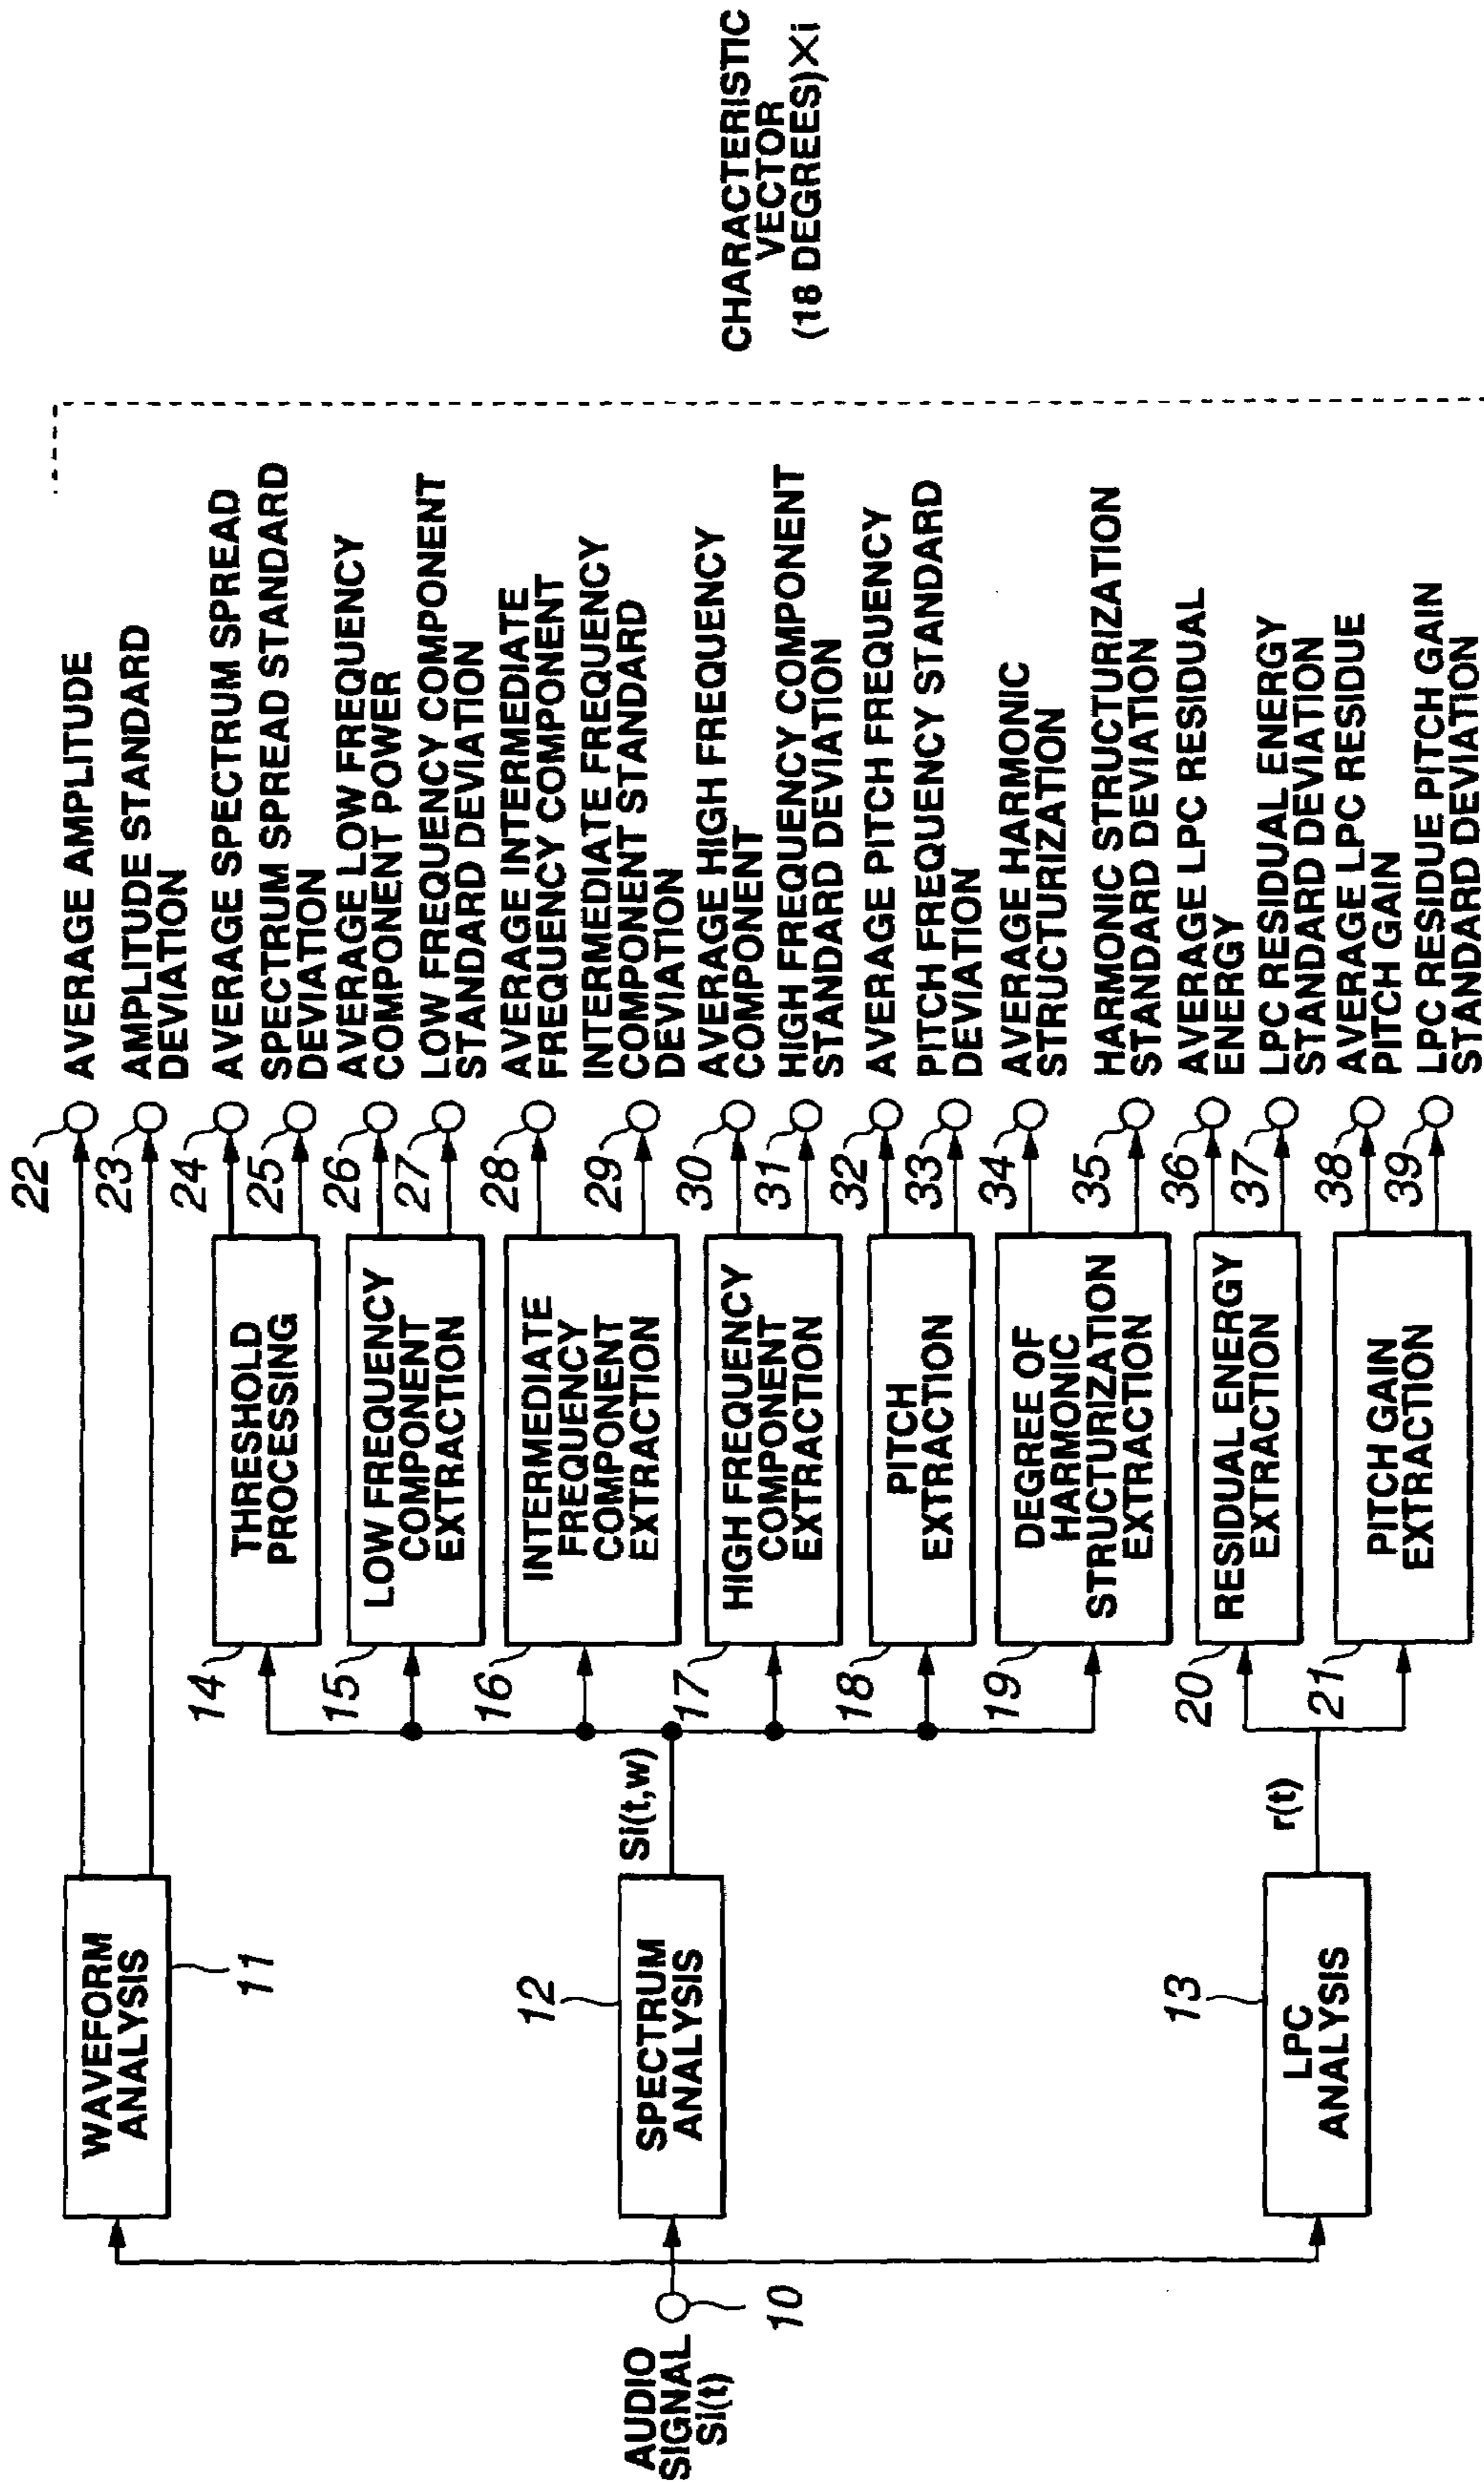 AUDIO
SIGNAL
Si(t)
10
WAVEFORM
ANALYSIS
11
12
SPECTRUM
ANALYSIS
13
LPC
ANALYSIS
Si(t,w)
r(t)
14
THRESHOLD
PROCESSING
15
LOW FREQUENCY
COMPONENT
EXTRACTION
16
INTERMEDIATE
FREQUENCY
COMPONENT
EXTRACTION
17
HIGH FREQUENCY
COMPONENT
EXTRACTION
18
PITCH
EXTRACTION
19
DEGREE OF
HARMONIC
STRUCTURIZATION
EXTRACTION
20
RESIDUAL ENERGY
EXTRACTION
21
PITCH GAIN
EXTRACTION
22
AVERAGE AMPLITUDE
23
AMPLITUDE STANDARD
DEVIATION
24
AVERAGE SPECTRUM SPREAD
25
SPECTRUM SPREAD STANDARD
DEVIATION
26
AVERAGE LOW FREQUENCY
COMPONENT POWER
27
LOW FREQUENCY COMPONENT
STANDARD DEVIATION
28
AVERAGE INTERMEDIATE
FREQUENCY COMPONENT
29
INTERMEDIATE FREQUENCY
COMPONENT STANDARD
DEVIATION
30
AVERAGE HIGH FREQUENCY
COMPONENT
31
HIGH FREQUENCY COMPONENT
STANDARD DEVIATION
32
AVERAGE PITCH FREQUENCY
33
PITCH FREQUENCY STANDARD
DEVIATION
34
AVERAGE HARMONIC
STRUCTURIZATION
35
HARMONIC STRUCTURIZATION
STANDARD DEVIATION
36
AVERAGE LPC RESIDUAL
ENERGY
37
LPC RESIDUAL ENERGY
STANDARD DEVIATION
38
AVERAGE LPC RESIDUE
PITCH GAIN
39
LPC RESIDUE PITCH GAIN
STANDARD DEVIATION
CHARACTERISTIC
VECTOR
(18 DEGREES)Xi